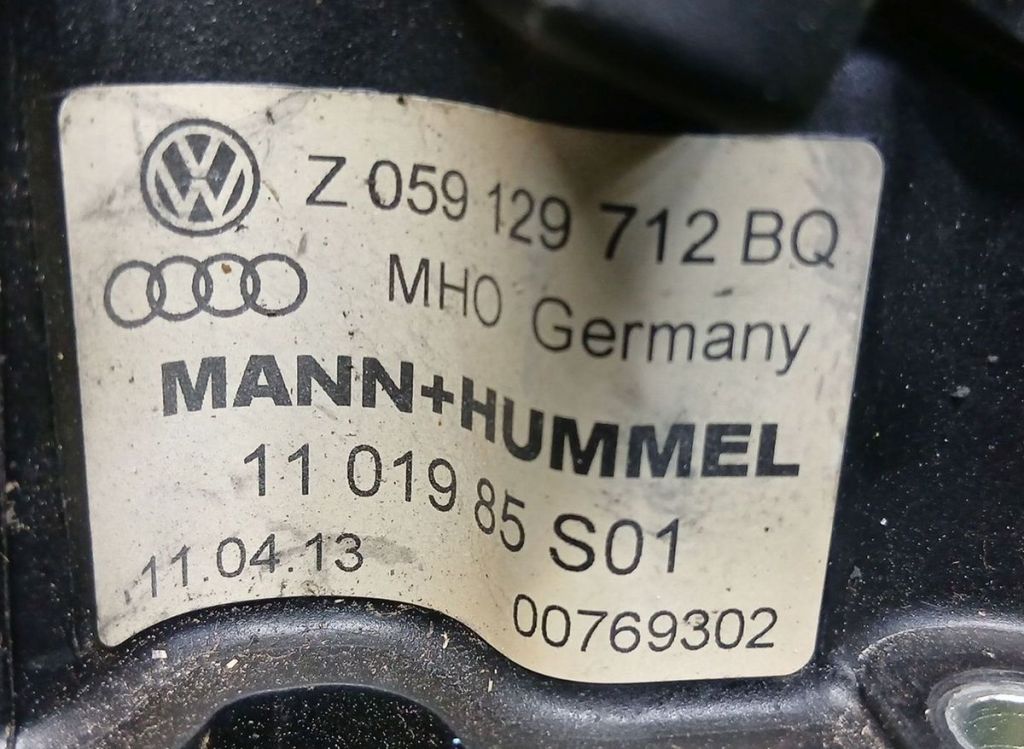 Z 059 129 712 BQ
MHO Germany
MANN+HUMMEL
11 019 85 S01
11.04.13
00769302